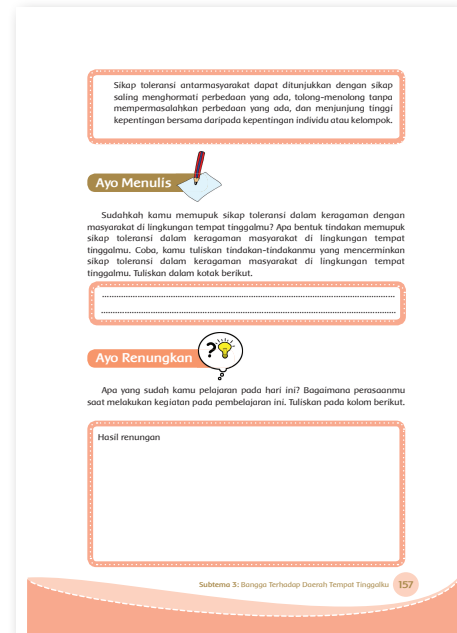 Sikap toleransi antarmasyarakat dapat ditunjukkan dengan sikap
saling menghormati perbedaan yang ada, tolong-menolong tanpa
mempermasalahkan perbedaan yang ada, dan menjunjung tinggi
kepentingan bersama daripada kepentingan individu atau kelompok.
Ayo Menulis
Sudahkah kamu memupuk sikap toleransi dalam keragaman dengan
masyarakat di lingkungan tempat tinggalmu? Apa bentuk tindakan memupuk
sikap toleransi dalam keragaman masyarakat di lingkungan tempat
tinggalmu. Coba, kamu tuliskan tindakan-tindakanmu yang mencerminkan
sikap toleransi dalam keragaman masyarakat di lingkungan tempat
tinggalmu. Tuliskan dalam kotak berikut.
Ayo Renungkan
?
Apa yang sudah kamu pelajaran pada hari ini? Bagaimana perasaanmu
saat melakukan kegiatan pada pembelajaran ini. Tuliskan pada kolom berikut.
Hasil renungan
Subtema 3: Bangga Terhadap Daerah Tempat Tinggalku 157